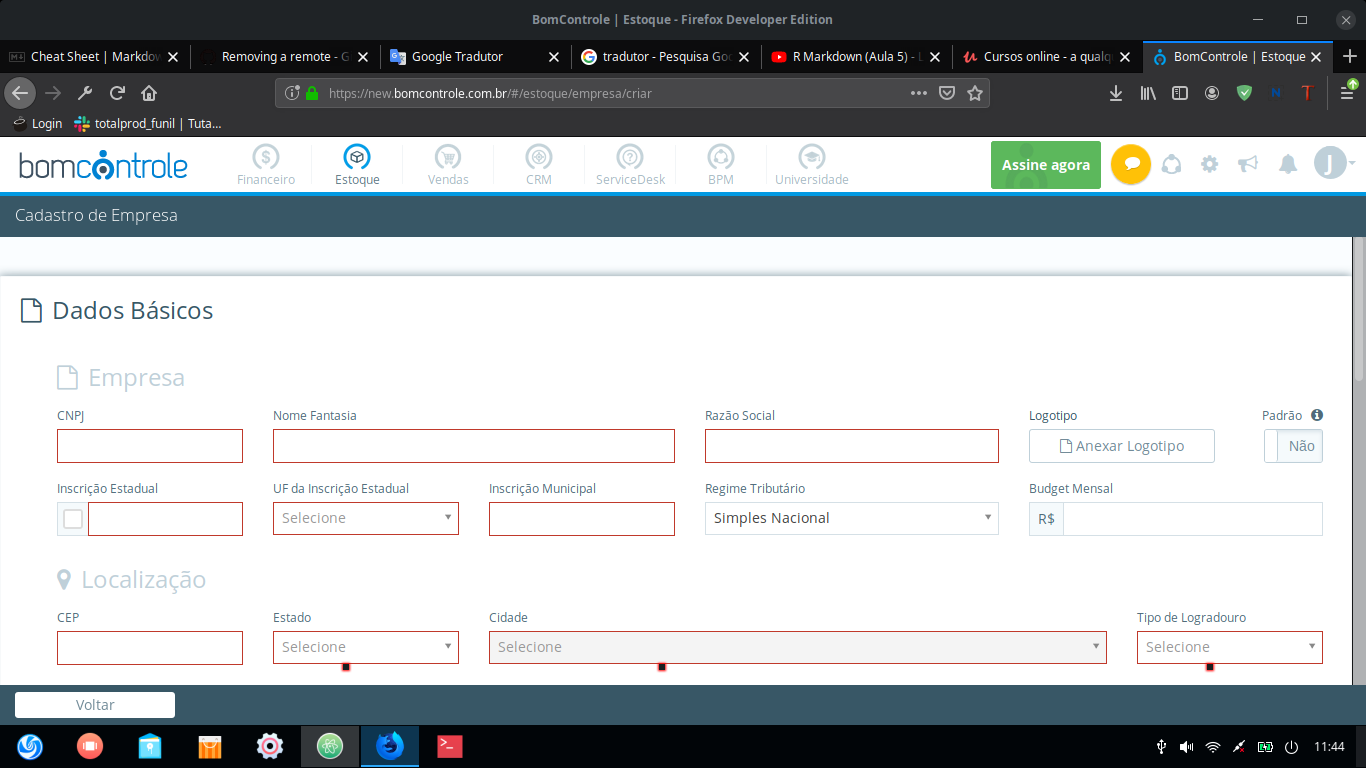 BomControle | Estoque - Firefox Developer Edition
Cheat Sheet | Markdow
Removing a remote - G
Google Tradutor
tradutor - Pesquisa Goo
R Markdown (Aula 5) - L
Cursos online - a qualq
BomControle | Estoque
https://new.bomcontrole.com.br/#/estoque/empresa/criar
Login
totalprod_funil | Tuta...
bomcontrole
Financeiro
Estoque
Vendas
CRM
ServiceDesk
BPM
Universidade
Assine agora
J
Cadastro de Empresa
Dados Básicos
Empresa
CNPJ
Nome Fantasia
Razão Social
Logotipo
Padrão
Anexar Logotipo
Não
Inscrição Estadual
UF da Inscrição Estadual
Inscrição Municipal
Regime Tributário
Budget Mensal
Selecione
Simples Nacional
R$
Localização
CEP
Estado
Cidade
Tipo de Logradouro
Selecione
Selecione
Selecione
Voltar
11:44